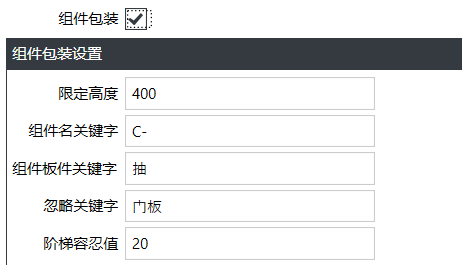 组件包装
组件包装设置
限定高度 400
组件名关键字 C-
组件板件关键字 抽
忽略关键字 门板
阶梯容忍值 20